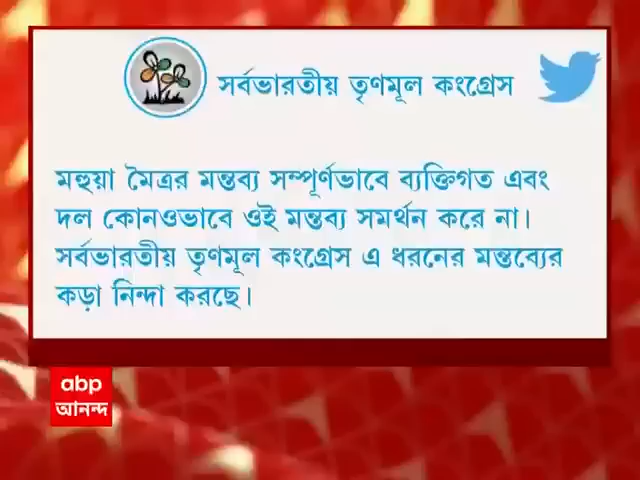 সর্বভারতীয় তৃণমূল কংগ্রেস
মহুয়া মৈত্রর মন্তব্য সম্পূর্ণভাবে ব্যক্তিগত এবং
দল কোনওভাবে ওই মন্তব্য সমর্থন করে না।
সর্বভারতীয় তৃণমূল কংগ্রেস এ ধরনের মন্তব্যের
কড়া নিন্দা করছে।
abp
আনন্দ